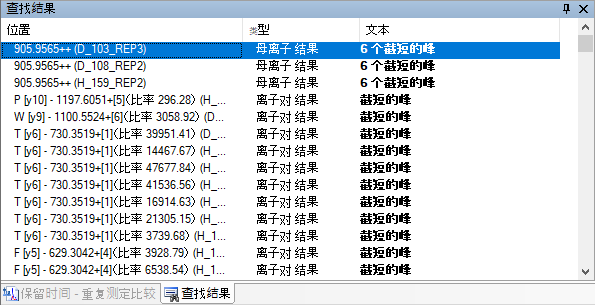 查找结果
位置 类型 文本
905.9565++ (D_103_REP3) 母离子 结果 6 个截短的峰
905.9565++ (D_108_REP2) 母离子 结果 6 个截短的峰
905.9565++ (H_159_REP2) 母离子 结果 6 个截短的峰
P [y10] - 1197.6051+[5](比率 296.28) (H_... 离子对 结果 截短的峰
W [y9] - 1100.5524+[6](比率 3058.92) (D... 离子对 结果 截短的峰
T [y6] - 730.3519+[1](比率 39951.41) (D_... 离子对 结果 截短的峰
T [y6] - 730.3519+[1](比率 14467.67) (D_... 离子对 结果 截短的峰
T [y6] - 730.3519+[1](比率 47677.84) (H_... 离子对 结果 截短的峰
T [y6] - 730.3519+[1](比率 41536.56) (H_... 离子对 结果 截短的峰
T [y6] - 730.3519+[1](比率 16914.63) (H_... 离子对 结果 截短的峰
T [y6] - 730.3519+[1](比率 21305.15) (H_... 离子对 结果 截短的峰
T [y6] - 730.3519+[1](比率 3739.68) (H_1... 离子对 结果 截短的峰
F [y5] - 629.3042+[4](比率 3928.79) (H_1... 离子对 结果 截短的峰
F [y5] - 629.3042+[4](比率 6538.54) (H_1... 离子对 结果 截短的峰
保留时间 - 重复测定比较 查找结果